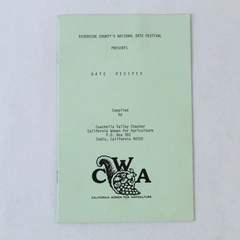 RIVERSIDE COUNTY'S NATIONAL DATE FESTIVAL
PRESENTS
DATE RECIPES
Compiled
by
Coachella Valley Chapter
California Women For Agriculture
P.O. Box
Indio, California 92202
CWA
CALIFORNIA WOMEN FOR AGRICULTURE